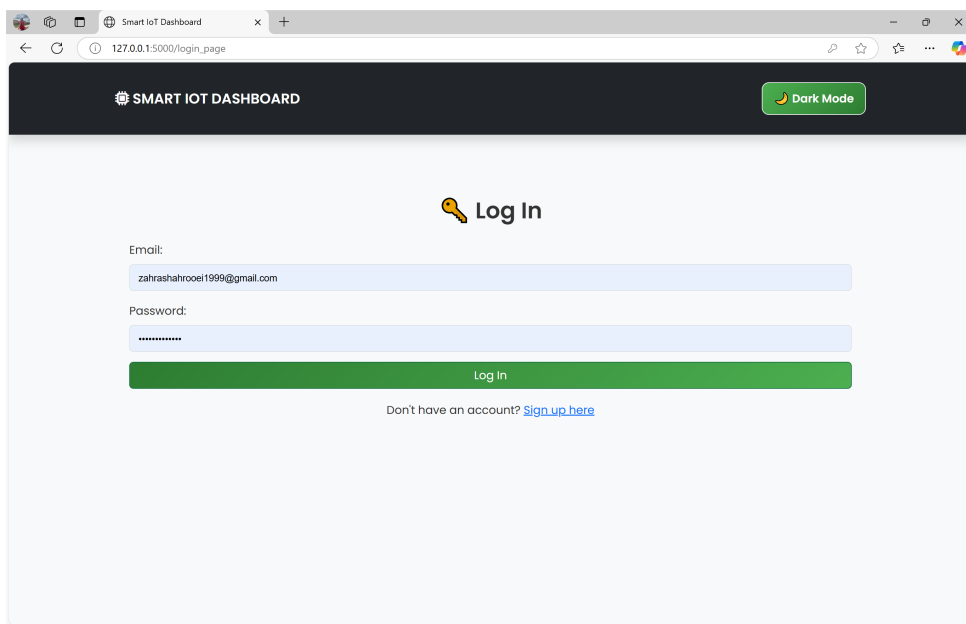 Smart IoT Dashboard
127.0.0.1:5000/login_page
SMART IOT DASHBOARD
🌙 Dark Mode
🔑 Log In
Email:
zahrashahrooei1999@gmail.com
Password:
•••••••••••••
Log In
Don't have an account? Sign up here